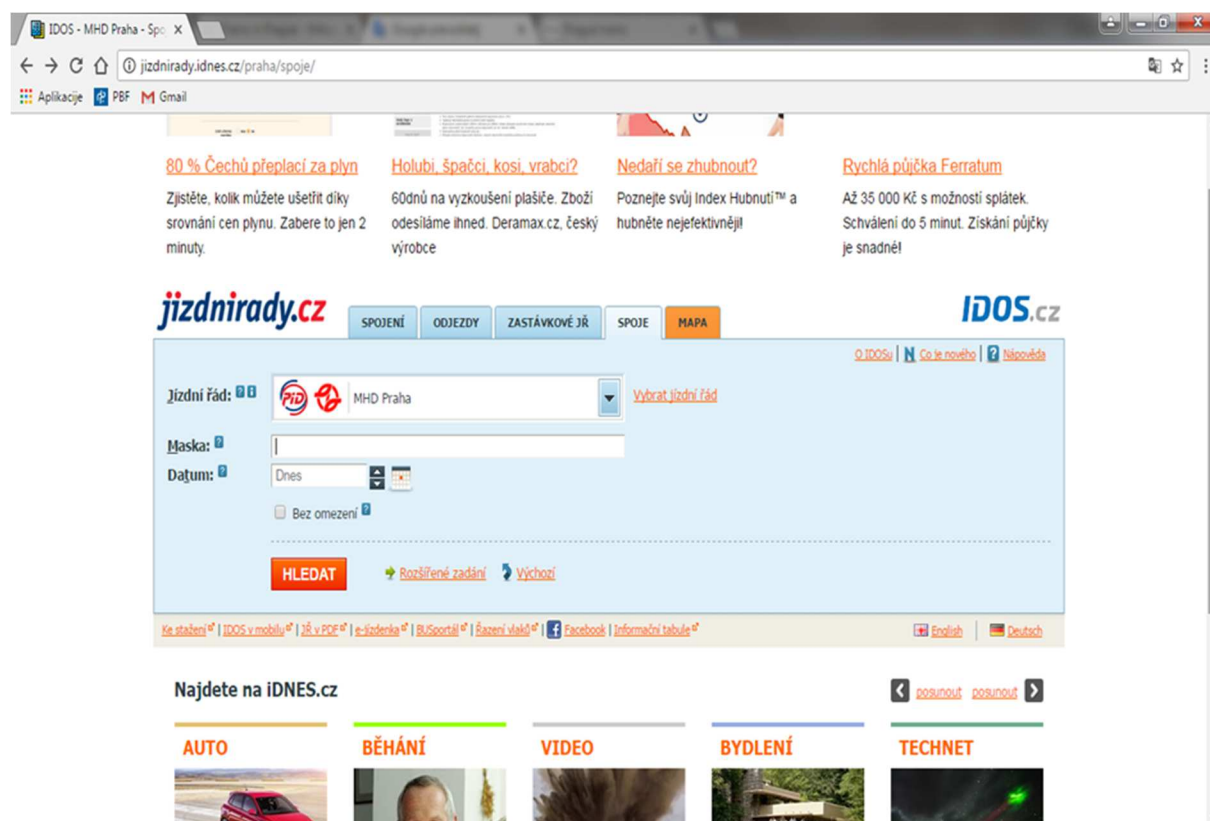 IDOS - MHD Praha - Spo
jizdnirady.idnes.cz/praha/spoje/
Aplikacije PBF Gmail
80 % Čechů přeplací za plyn
Zjistěte, kolik můžete ušetřit díky
srovnání cen plynu. Zabere to jen 2
minuty.
Holubi, špačci, kosi, vrabci?
60dnů na vyzkoušení plašiče. Zboží
odesíláme ihned. Deramax.cz, český
výrobce
Nedaří se zhubnout?
Poznejte svůj Index Hubnutí™ a
hubněte nejefektivněji!
Rychlá půjčka Ferratum
Až 35 000 Kč s možností splátek.
Schválení do 5 minut. Získání půjčky
je snadné!
jizdnirady.cz
SPOJENÍ ODJEZDY ZASTÁVKOVÉ JŘ SPOJE MAPA
IDOS.cz
O IDOSu | N Co je nového | ? Nápověda
Jízdní řád: ? i PID MHD Praha Vybrat jízdní řád
Maska: ?
Datum: ? Dnes
Bez omezení ?
HLEDAT Rozšířené zadání Výchozí
Ke stažení | IDOS v mobilu | JŘ v PDF | e-jízdenka | BUSportál | Řazení vlaků | f Facebook | Informační tabule
English | Deutsch
Najdete na iDNES.cz
posunout posunout
AUTO BĚHÁNÍ VIDEO BYDLENÍ TECHNET